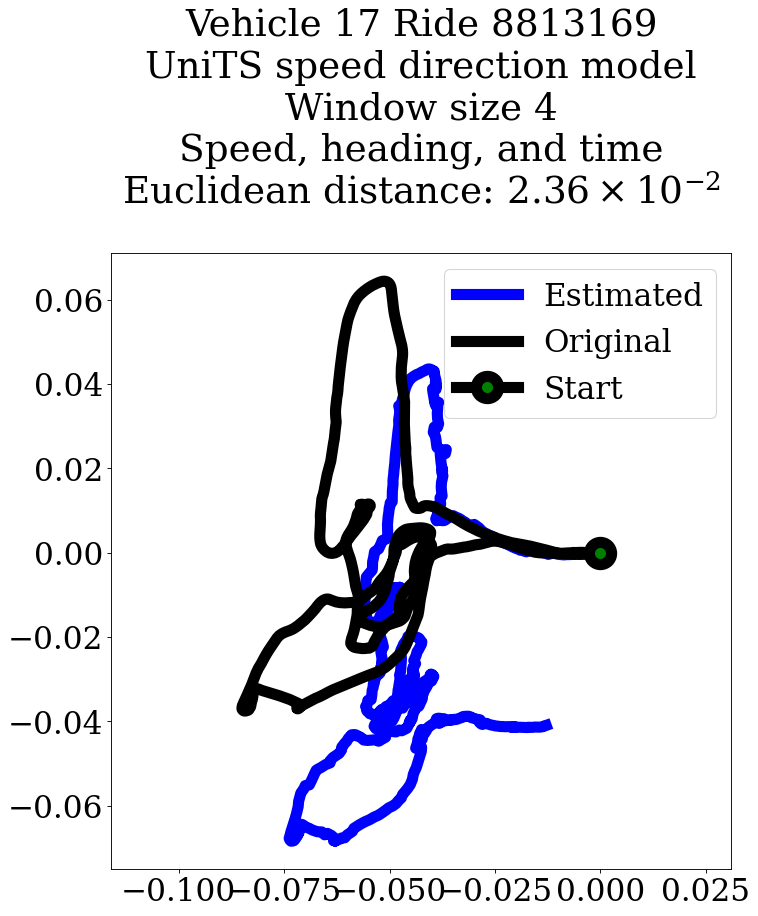 Vehicle 17 Ride 8813169
UniTS speed direction model
Window size 4
Speed, heading, and time
Euclidean distance: 2.36 × 10⁻²
Estimated
Original
Start
0.06
0.04
0.02
0.00
−0.02
−0.04
−0.06
−0.100 −0.075 −0.050 −0.025 0.000 0.025